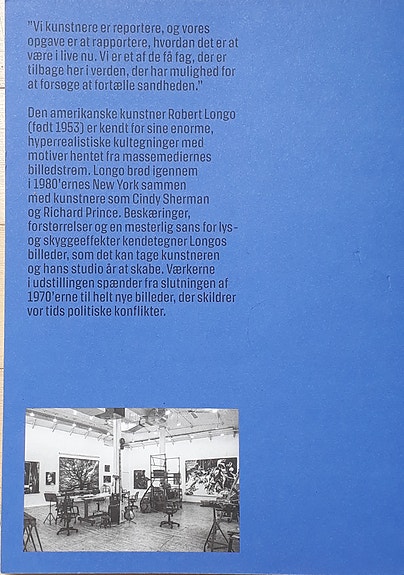 "Vi kunstnere er reportere, og vores
opgave er at rapportere, hvordan det er at
være i live nu. Vi er et af de få fag, der er
tilbage her i verden, der har mulighed for
at forsøge at fortælle sandheden."
Den amerikanske kunstner Robert Longo
(født 1953) er kendt for sine enorme,
hyperrealistiske kultegninger med
motiver hentet fra massemediernes
billedstrøm. Longo brød igennem
i 1980'ernes New York sammen
med kunstnere som Cindy Sherman
og Richard Prince. Beskæringer,
forstørrelser og en mesterlig sans for lys-
og skyggeeffekter kendetegner Longos
billeder, som det kan tage kunstneren
og hans studio år at skabe. Værkerne
i udstillingen spænder fra slutningen af
1970'erne til helt nye billeder, der skildrer
vor tids politiske konflikter.